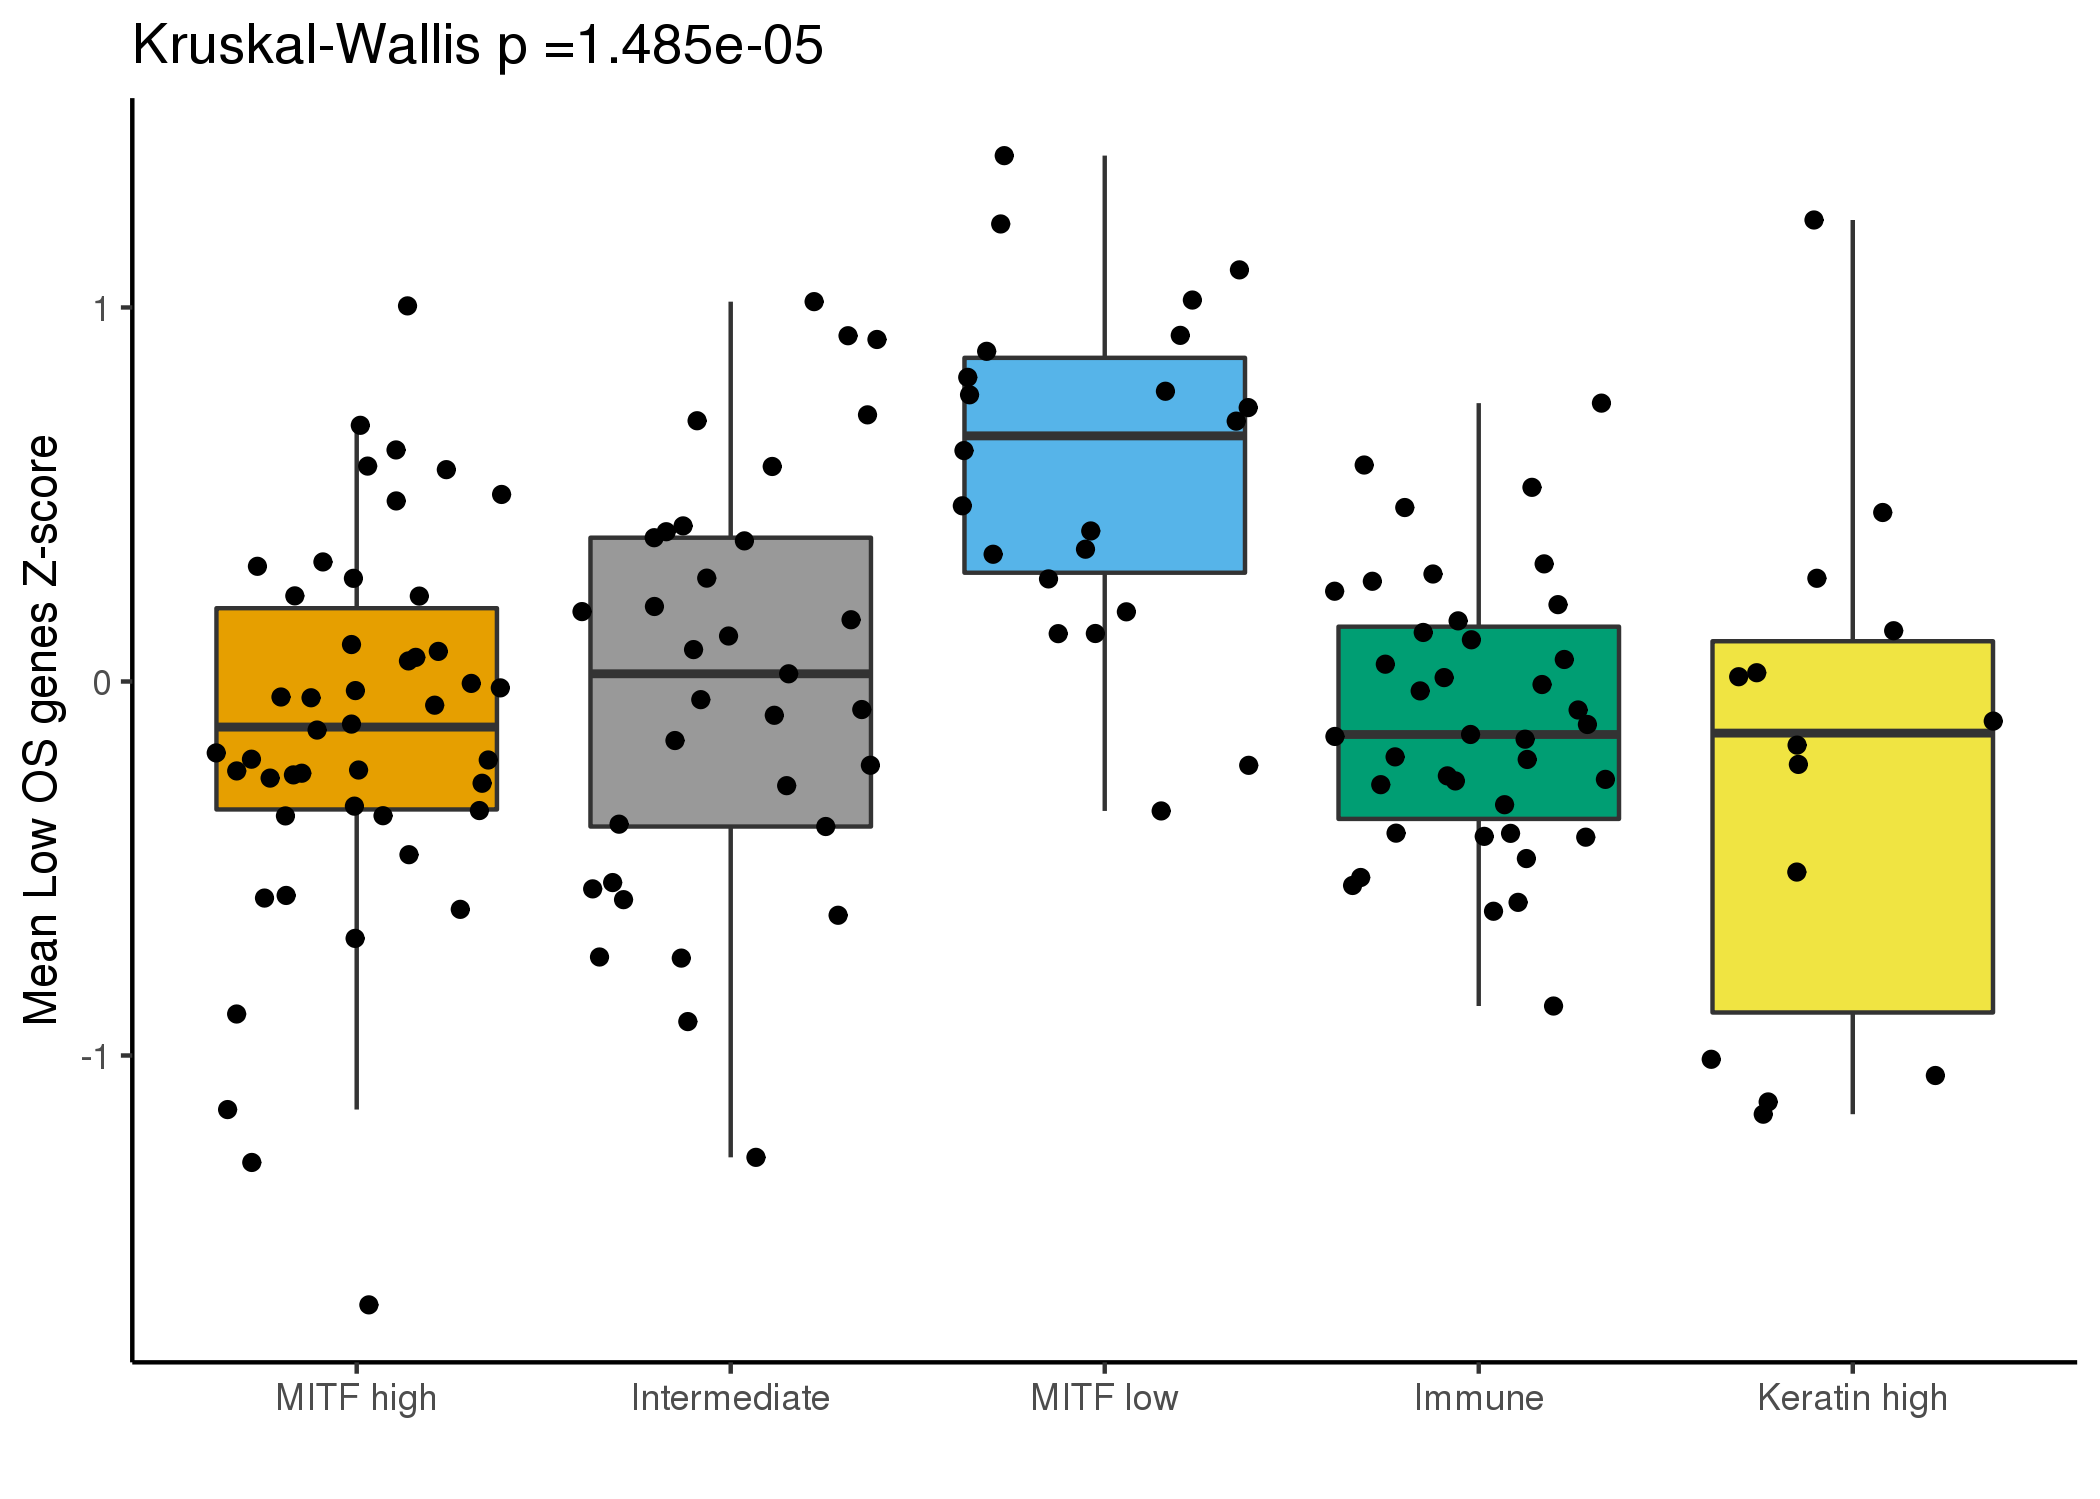 Kruskal-Wallis p =1.485e-05
Mean Low OS genes Z-score
1
0
-1
MITF high
Intermediate
MITF low
Immune
Keratin high